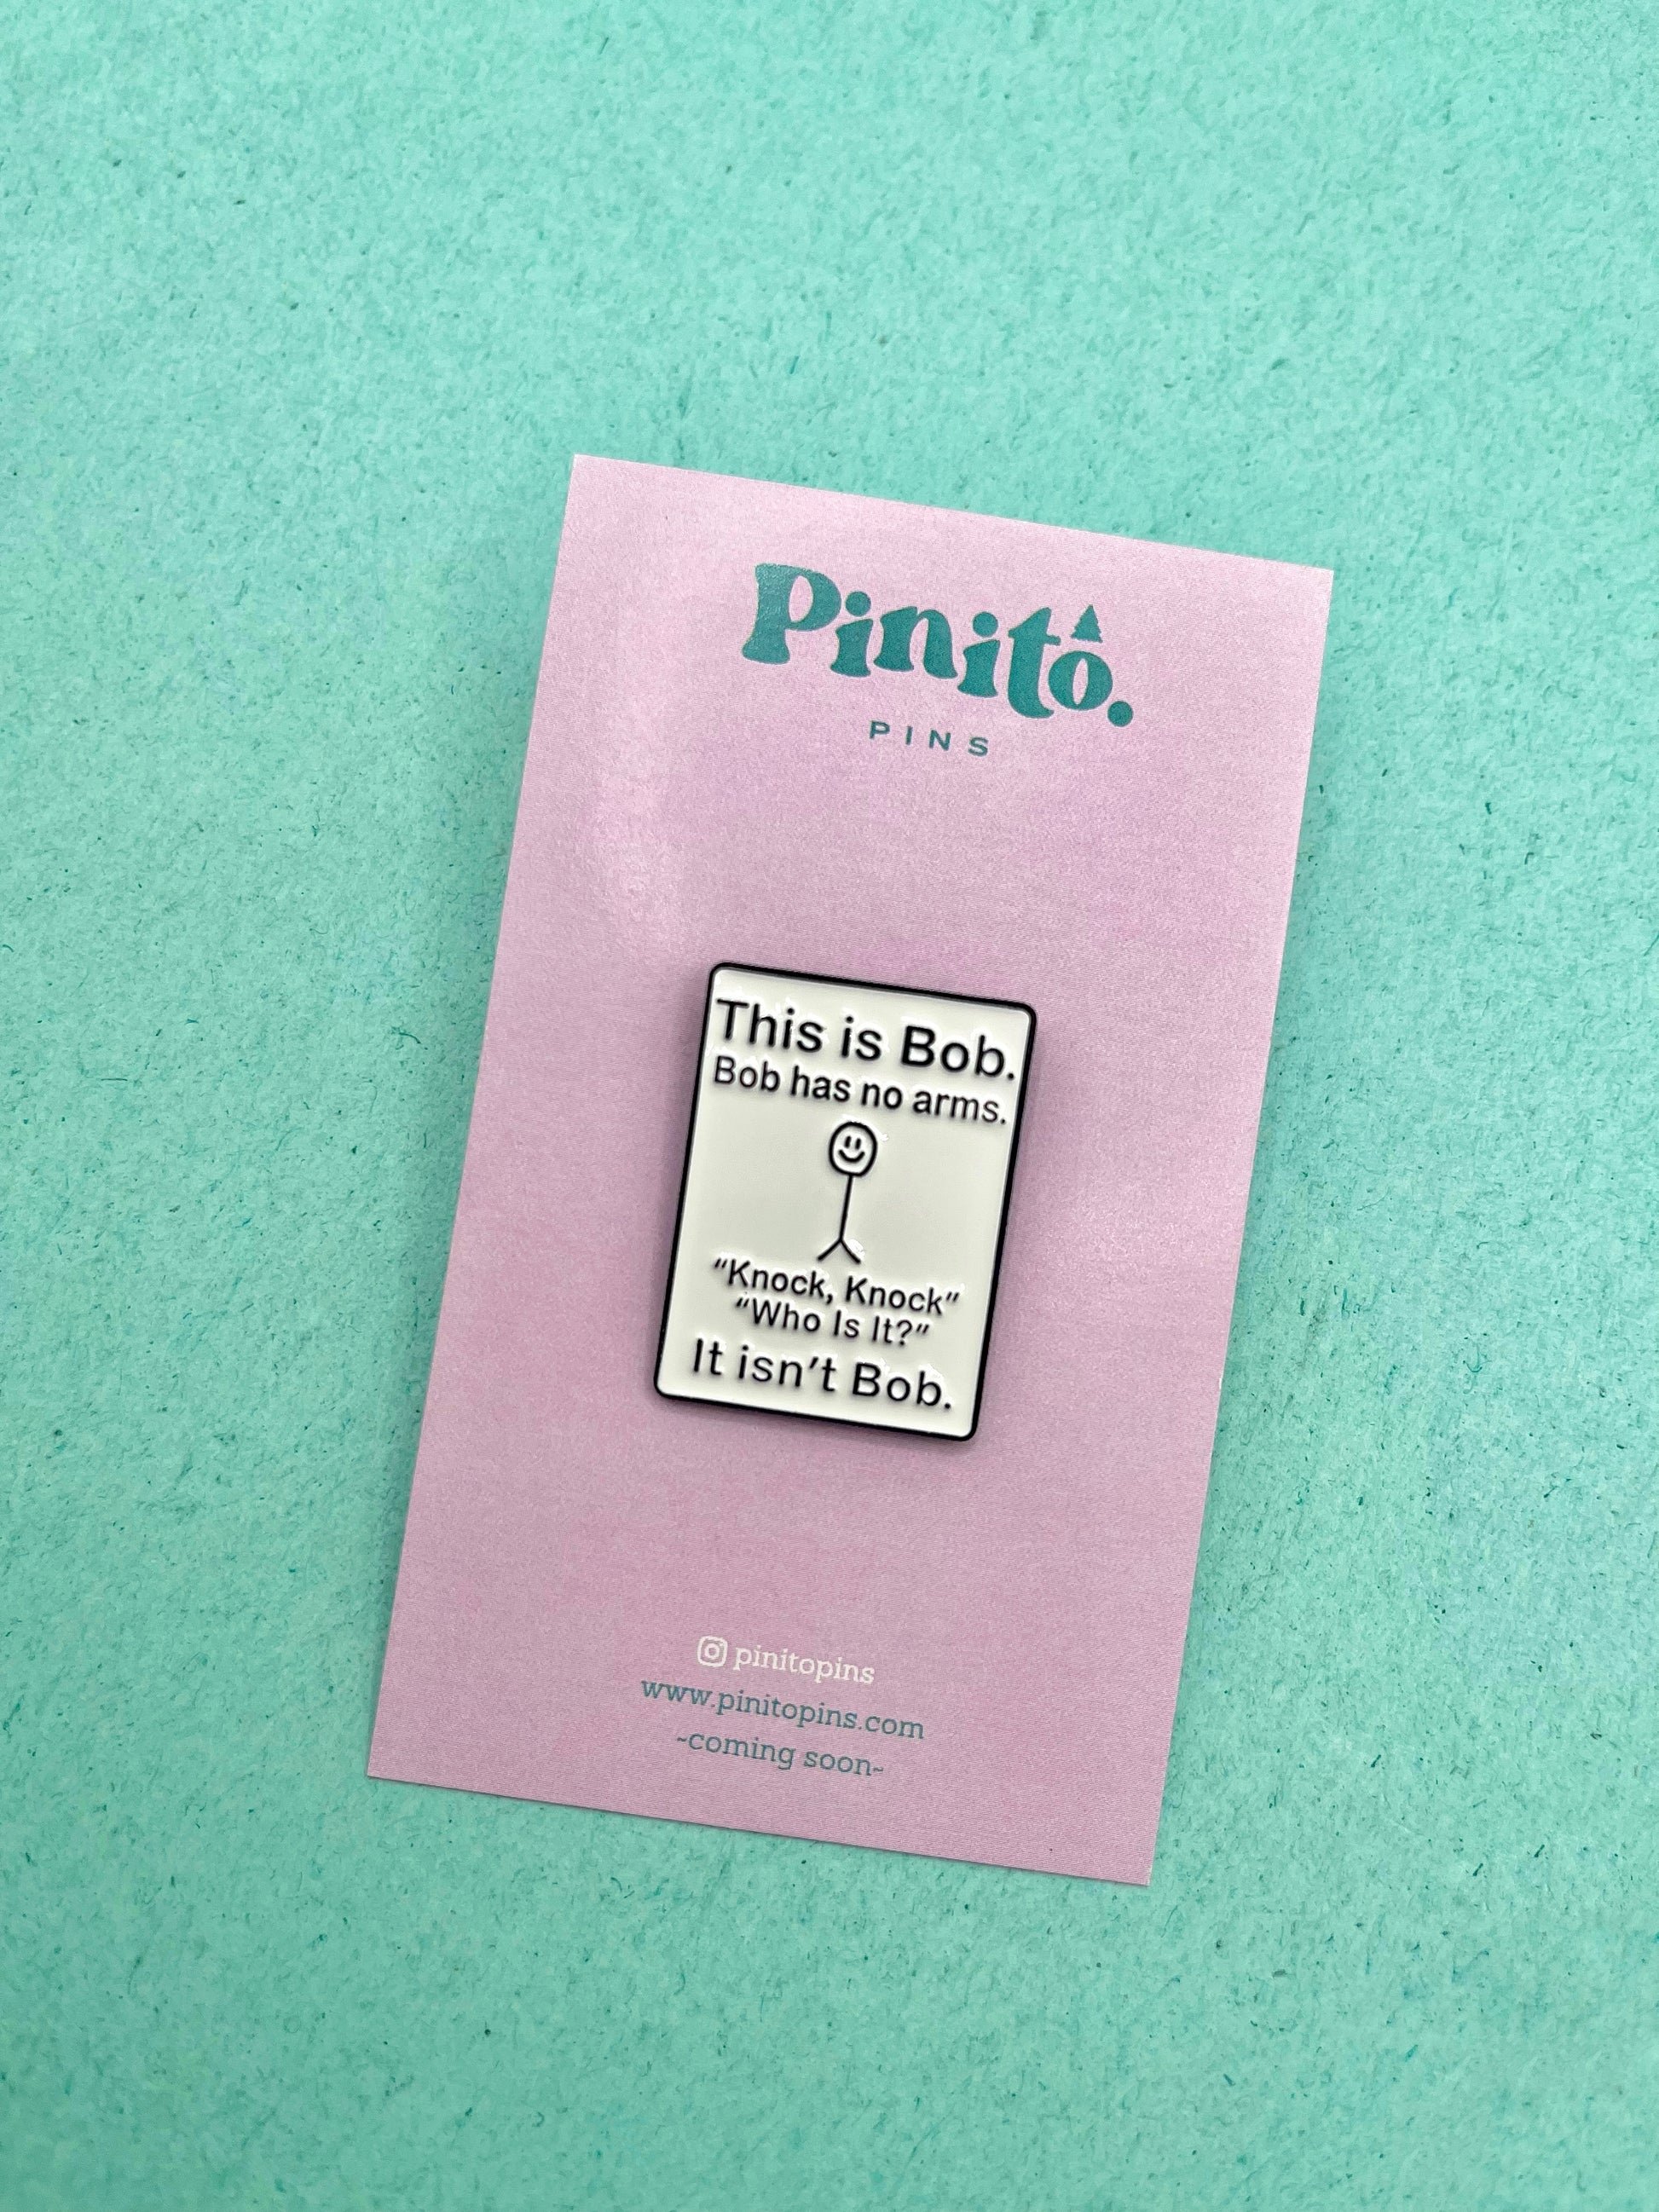 Pinito.
PINS
This is Bob.
Bob has no arms.
“Knock, Knock”
“Who Is It?”
It isn’t Bob.
pinitopins
www.pinitopins.com
~coming soon~